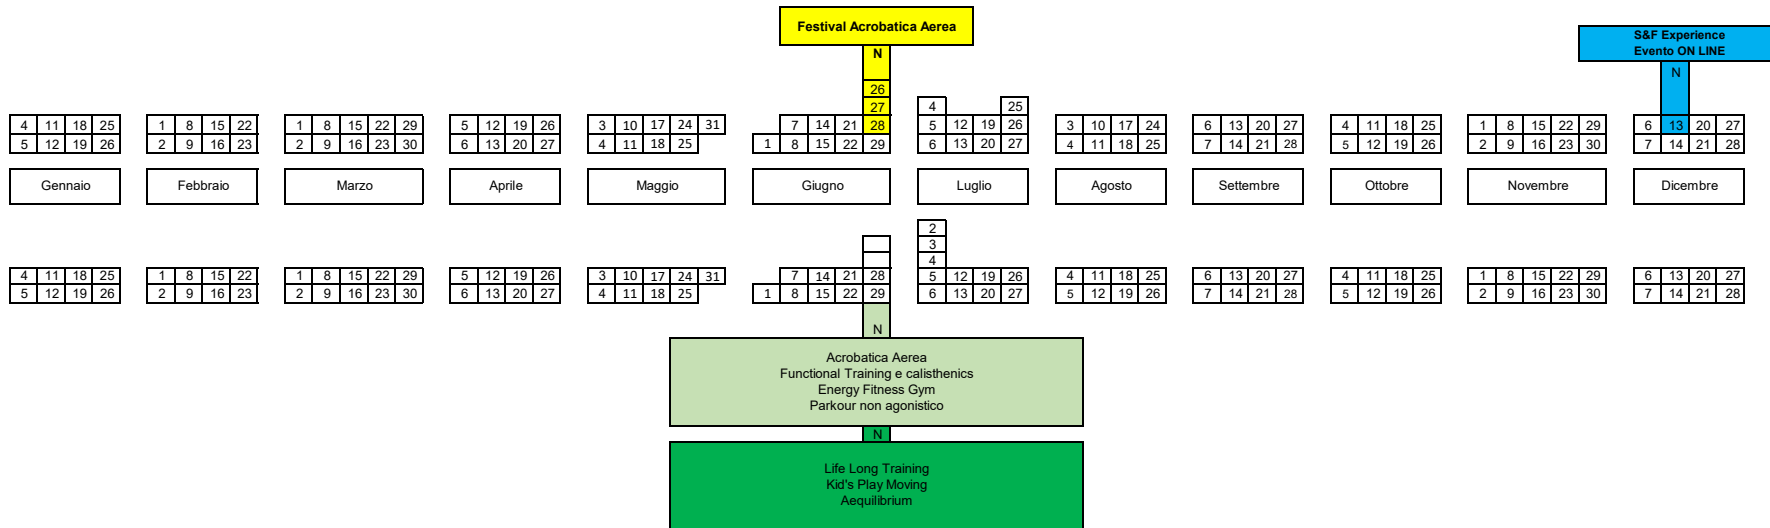 Festival Acrobatica Aerea
S&F Experience
Evento ON LINE
N
N
26
27
4 25
4 11 18 25 1 8 15 22 1 8 15 22 29 5 12 19 26 3 10 17 24 31 7 14 21 28 5 12 19 26 3 10 17 24 6 13 20 27 4 11 18 25 1 8 15 22 29 6 13 20 27
5 12 19 26 2 9 16 23 2 9 16 23 30 6 13 20 27 4 11 18 25 1 8 15 22 29 6 13 20 27 4 11 18 25 7 14 21 28 5 12 19 26 2 9 16 23 30 7 14 21 28
Gennaio Febbraio Marzo Aprile Maggio Giugno Luglio Agosto Settembre Ottobre Novembre Dicembre
2
3
4
4 11 18 25 1 8 15 22 1 8 15 22 29 5 12 19 26 3 10 17 24 31 7 14 21 28 5 12 19 26 4 11 18 25 6 13 20 27 4 11 18 25 1 8 15 22 29 6 13 20 27
5 12 19 26 2 9 16 23 2 9 16 23 30 6 13 20 27 4 11 18 25 1 8 15 22 29 6 13 20 27 5 12 19 26 7 14 21 28 5 12 19 26 2 9 16 23 30 7 14 21 28
N
Acrobatica Aerea
Functional Training e calisthenics
Energy Fitness Gym
Parkour non agonistico
N
Life Long Training
Kid's Play Moving
Aequilibrium